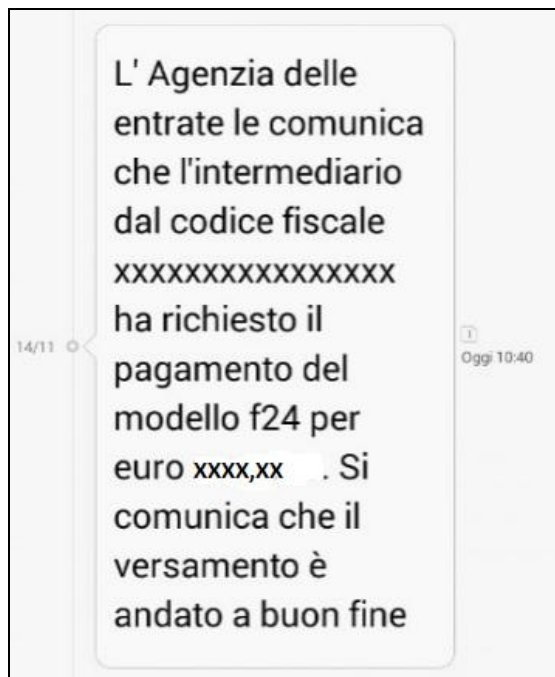 L' Agenzia delle
entrate le comunica
che l'intermediario
dal codice fiscale
xxxxxxxxxxxxxxxx
ha richiesto il
14/11
pagamento del
1
Oggi 10:40
modello f24 per
euro xxxx,xx . Si
comunica che il
versamento è
andato a buon fine